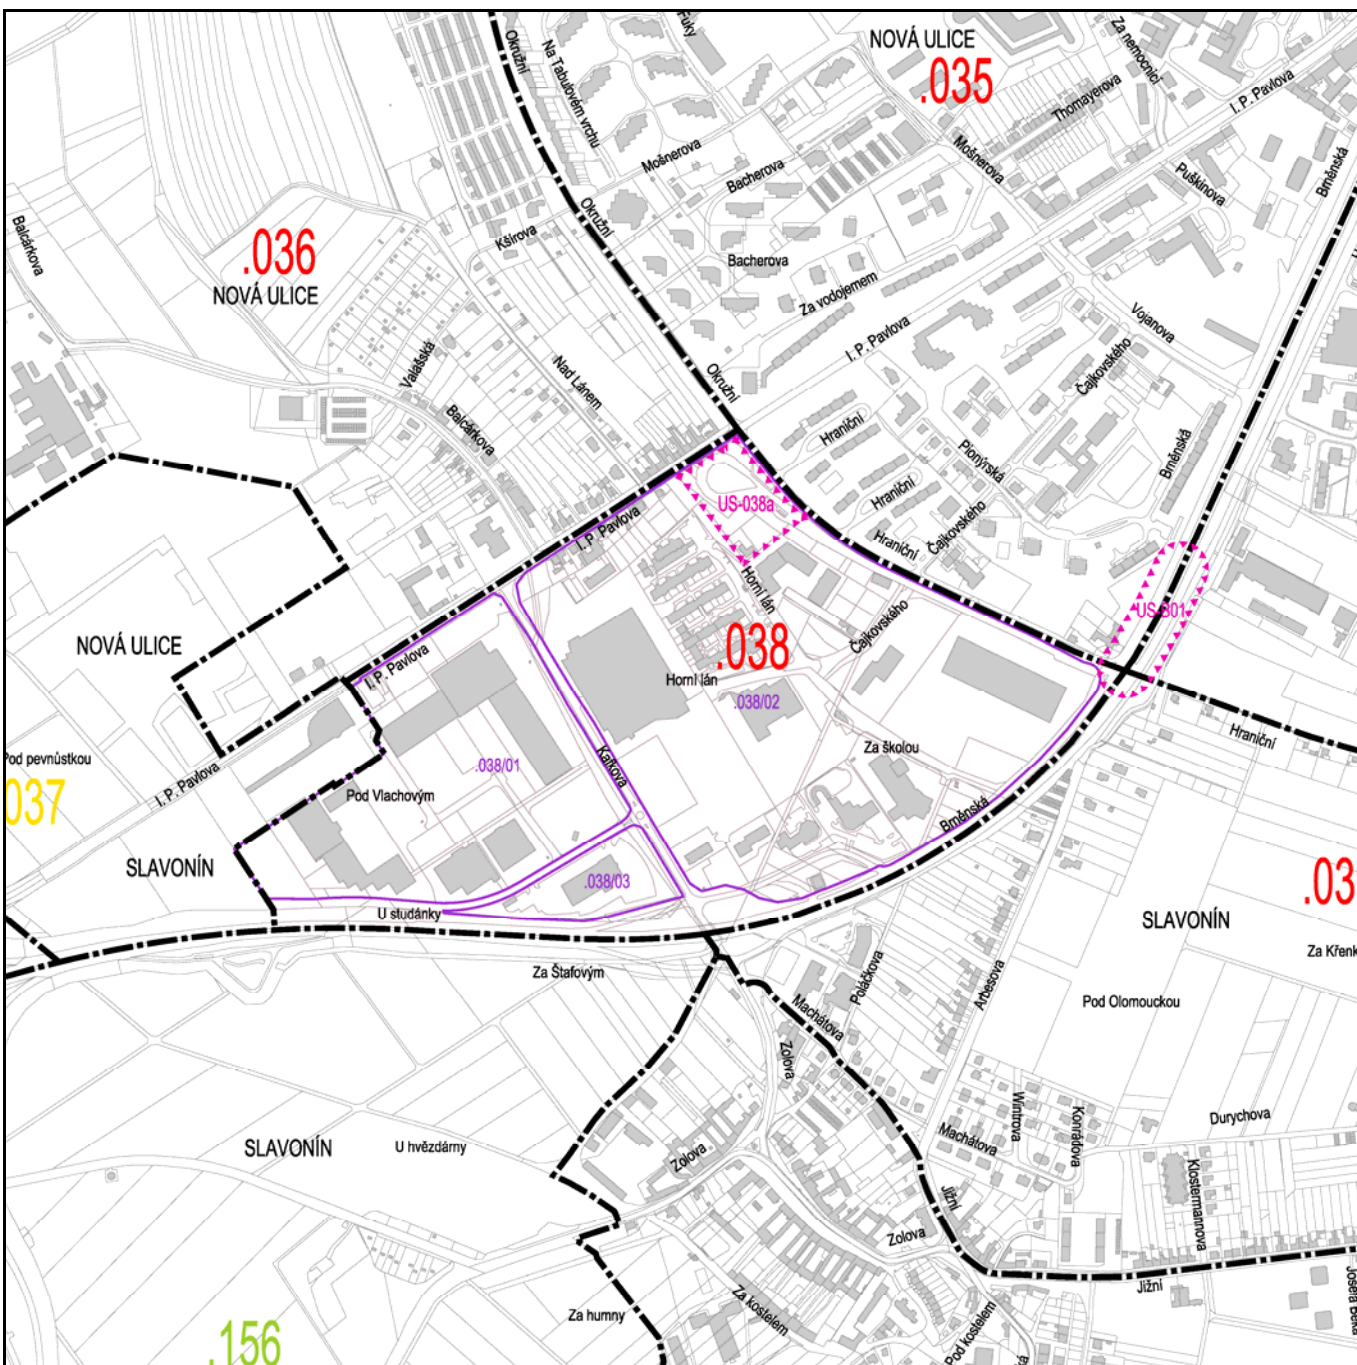 Okružní
Na Tabulovém vrchu
Fuky
NOVÁ ULICE
.035
Za nemocnicí
Thomayerova
I. P. Pavlova
Mošnerova
Mošnerova
Bacherova
Puškinova
Brněnská
Balcárkova
.036
NOVÁ ULICE
Kšírova
Okružní
Bacherova
Za vodojemem
I. P. Pavlova
Vojanova
Čajkovského
Valašská
Nad Lánem
Balcárkova
Okružní
Hraniční
Pionýrská
Brněnská
Hraniční
US-038a
I. P. Pavlova
Hraniční
Čajkovského
Horní lán
US-301
NOVÁ ULICE
I. P. Pavlova
.038
Čajkovského
Horní lán
.038/02
Hraniční
Pod pevnůstkou
037
I. P. Pavlova
.038/01
Kafkova
Za školou
Pod Vlachovým
Brněnská
SLAVONÍN
.038/03
U studánky
.03
SLAVONÍN
Za Křenk
Za Štafovým
Poláčkova
Arbesova
Pod Olomouckou
Machátova
Zolova
Wintrova
Konrádova
Durychova
SLAVONÍN
U hvězdárny
Zolova
Machátova
Klostermannova
Jižní
Zolova
Jižní
Josefa Beka
Za humny
Za kostelem
Pod kostelem
ská
.156